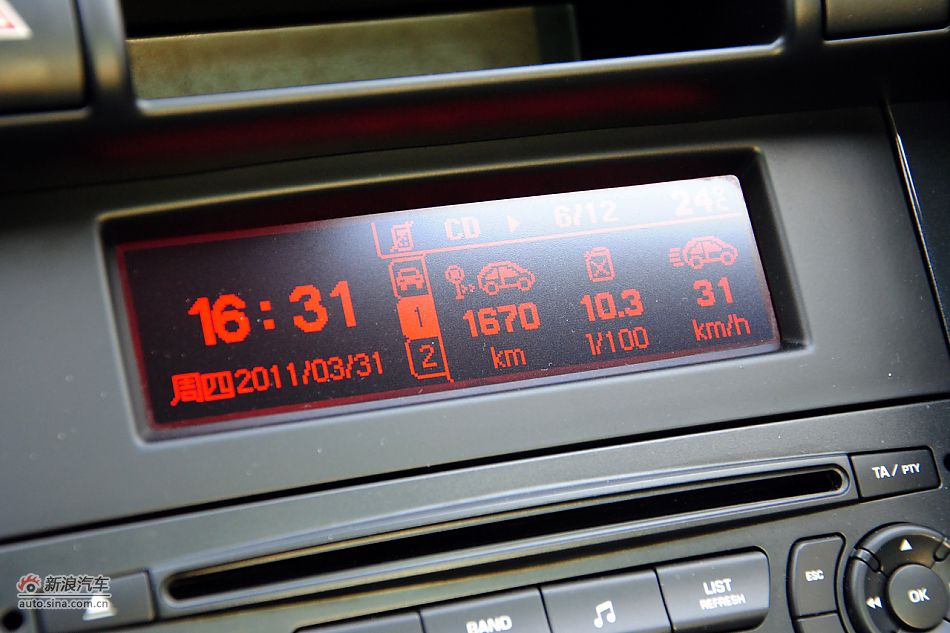 CD 6/12 24°C
16:31
1670 10.3 31
km 1/100 km/h
周四2011/03/31
1
2
TA / PTY
LIST
REFRESH
ESC
OK
BAND
新浪汽车
auto.sina.com.cn